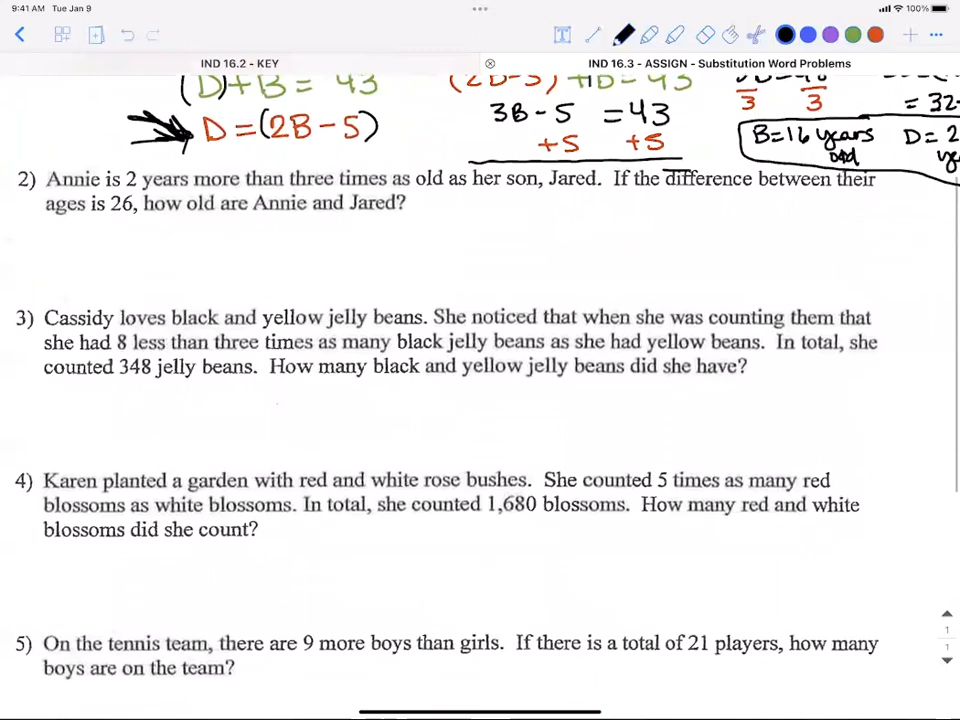 9:41 AM Tue Jan 9
100%
IND 16.2 - KEY
IND 16.3 - ASSIGN - Substitution Word Problems
(D)+B = 43
(2B-5) +B=43
3 3
= 32-
D=(2B-5)
3B-5 =43
+5 +5
B=16 years
old
D= 2
2) Annie is 2 years more than three times as old as her son, Jared. If the difference between their
ages is 26, how old are Annie and Jared?
3) Cassidy loves black and yellow jelly beans. She noticed that when she was counting them that
she had 8 less than three times as many black jelly beans as she had yellow beans. In total, she
counted 348 jelly beans. How many black and yellow jelly beans did she have?
4) Karen planted a garden with red and white rose bushes. She counted 5 times as many red
blossoms as white blossoms. In total, she counted 1,680 blossoms. How many red and white
blossoms did she count?
5) On the tennis team, there are 9 more boys than girls. If there is a total of 21 players, how many
boys are on the team?
1
1